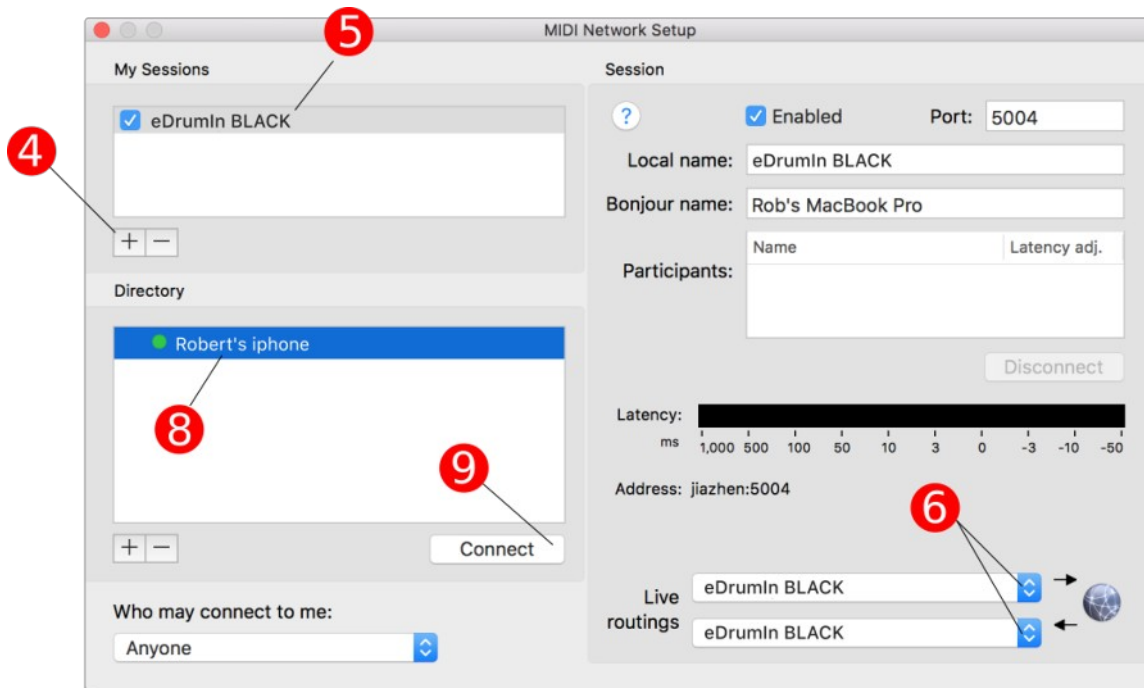 MIDI Network Setup
5
My Sessions
eDrumIn BLACK
4
+ −
Directory
Robert's iphone
8
9
+ −
Connect
Who may connect to me:
Anyone
Session
?
Enabled
Port: 5004
Local name: eDrumIn BLACK
Bonjour name: Rob's MacBook Pro
Participants:
Name Latency adj.
Disconnect
Latency:
ms 1,000 500 100 50 10 3 0 -3 -10 -50
Address: jiazhen:5004
6
Live routings
eDrumIn BLACK
eDrumIn BLACK